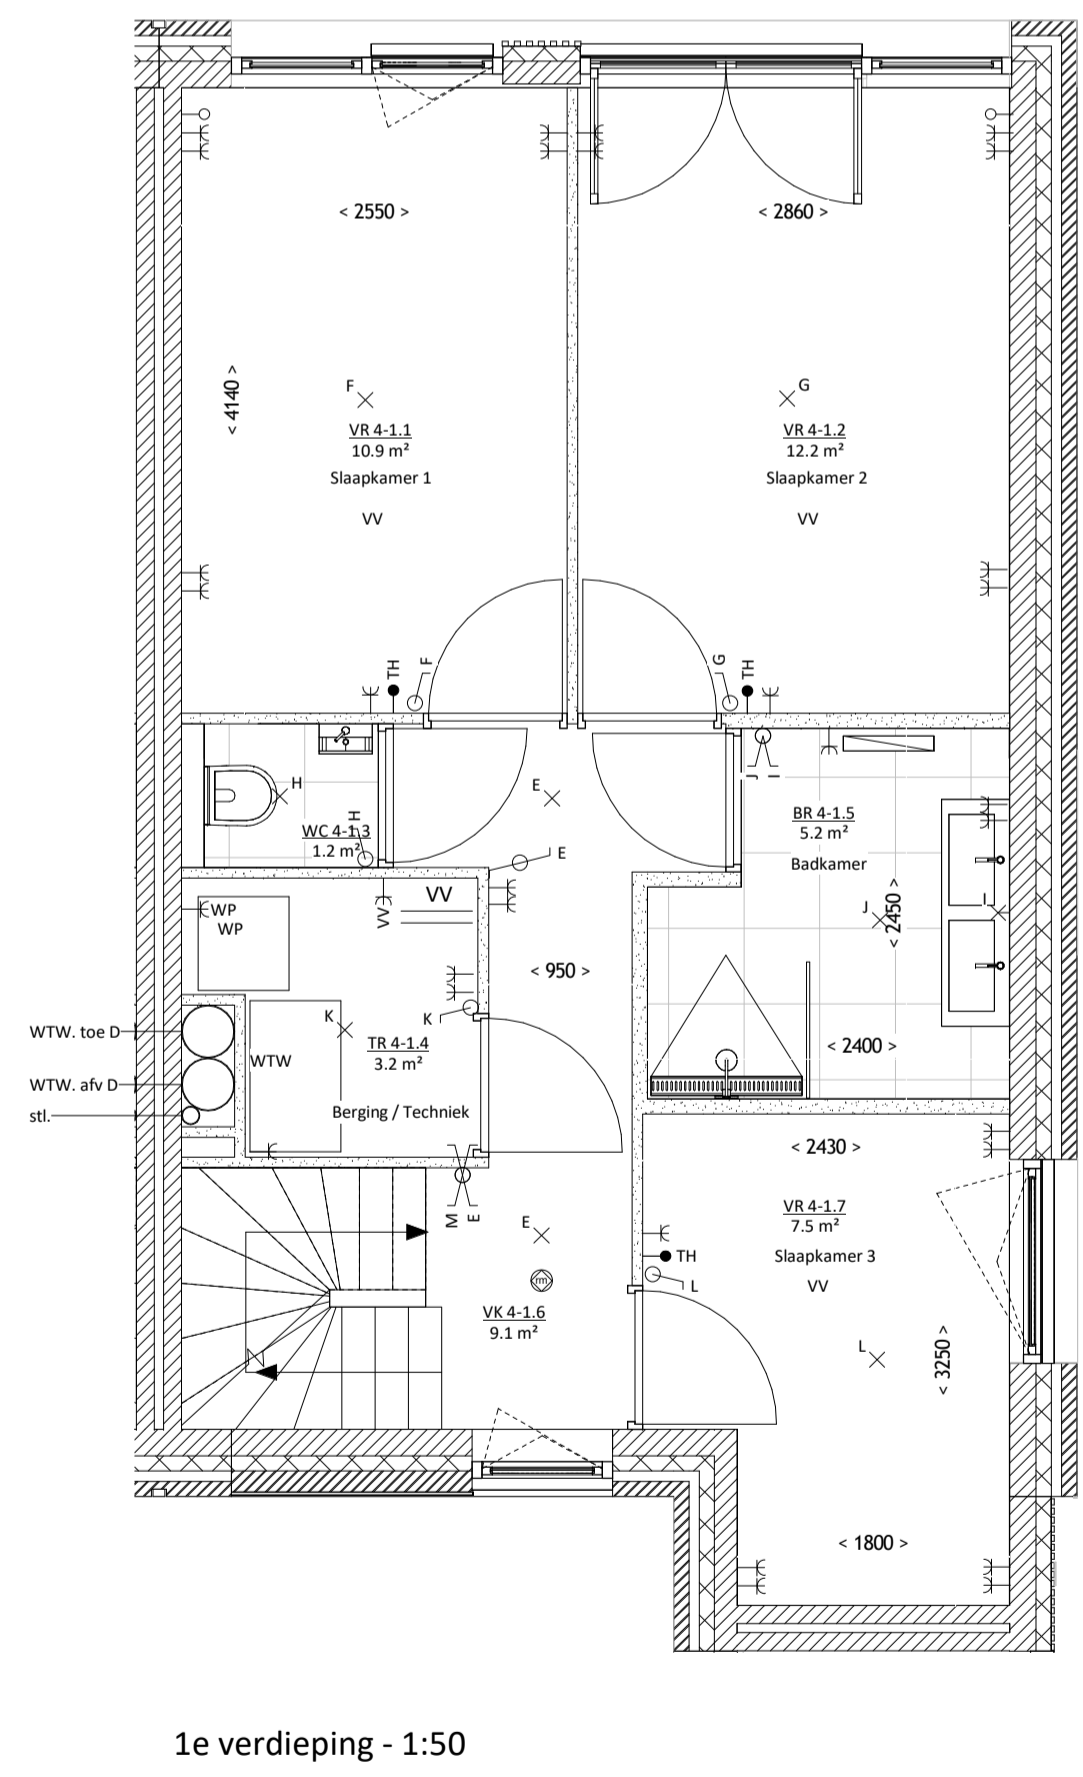 < 2550 >
< 2860 >
< 4140 >
F
G
VR 4-1.1
10.9 m²
Slaapkamer 1
VV
VR 4-1.2
12.2 m²
Slaapkamer 2
VV
TH
F
G
TH
H
H
WC 4-1.3
1.2 m²
E
E
J
I
BR 4-1.5
5.2 m²
Badkamer
J
< 2450 >
I
WP
WP
VV
VV
< 950 >
WTW. toe D
WTW. afv D
stl.
K
K
WTW
TR 4-1.4
3.2 m²
Berging / Techniek
< 2400 >
< 2430 >
M
E
E
rm
VK 4-1.6
9.1 m²
VR 4-1.7
7.5 m²
Slaapkamer 3
VV
TH
L
L
< 3250 >
< 1800 >
1e verdieping - 1:50